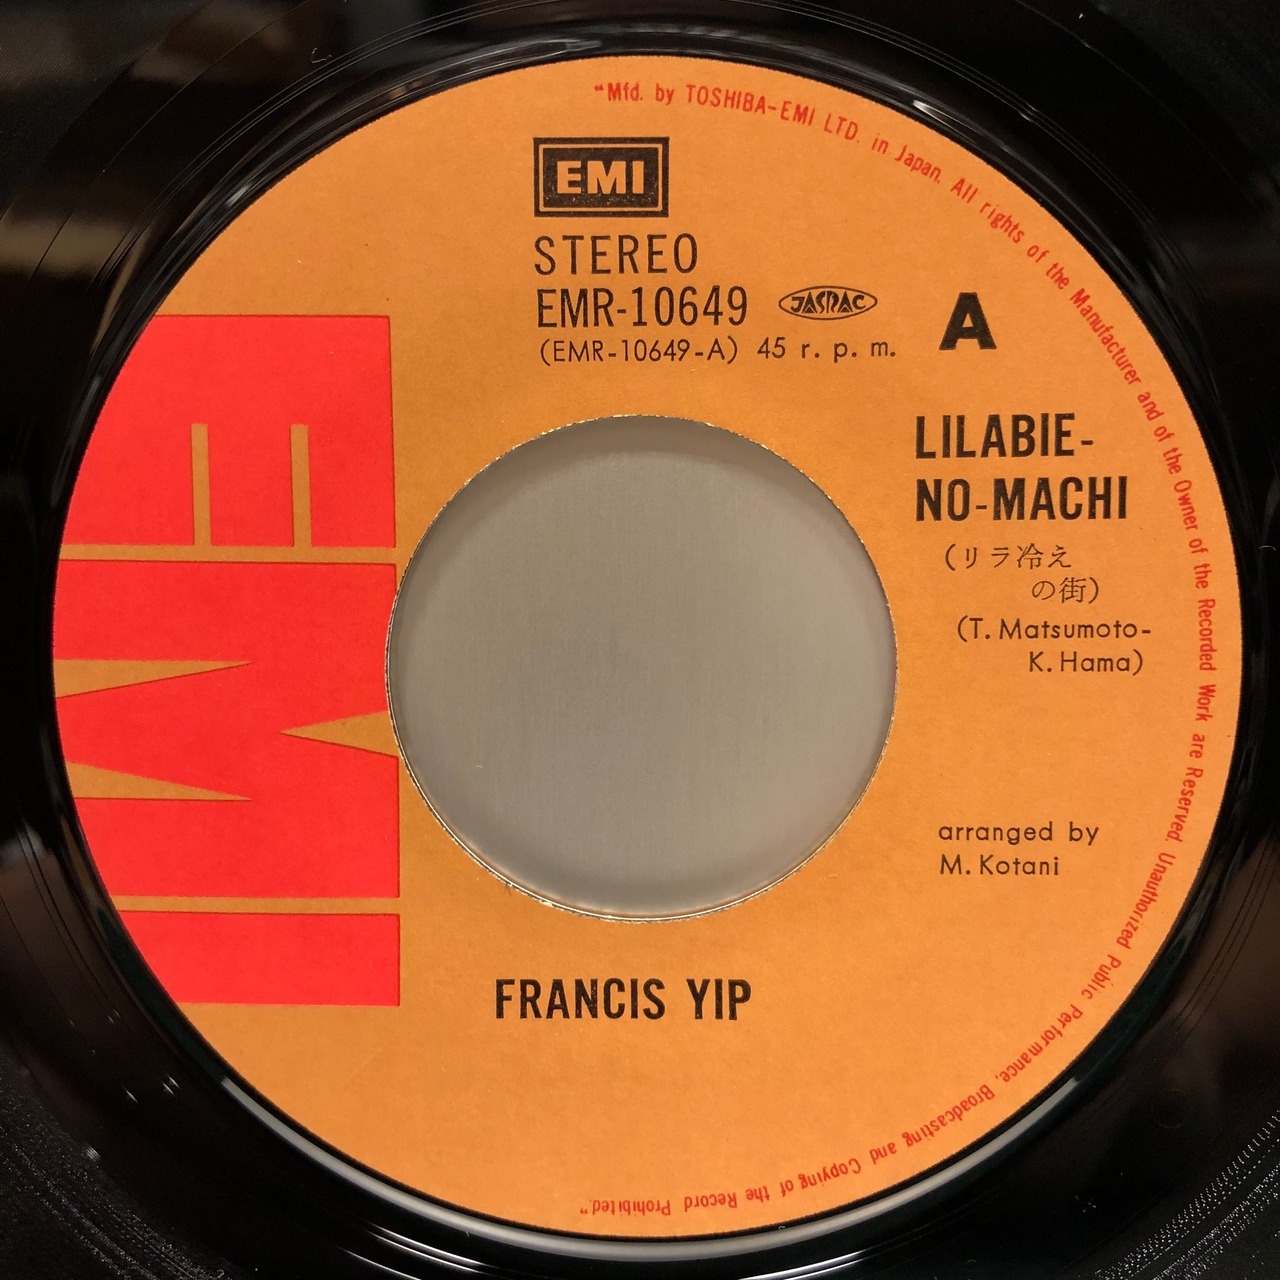 "Mfd. by TOSHIBA-EMI LTD. in Japan. All rights of the Manufacturer and of the Owner of the Recorded Work are Reserved. Unauthorized Public Performance, Broadcasting and Copying of the Record Prohibited."
EMI
STEREO
EMR-10649 JASRAC
(EMR-10649-A) 45 r. p. m. A
LILABIE-
NO-MACHI
(リラ冷え
の街)
(T. Matsumoto-
K. Hama)
EMI
arranged by
M. Kotani
FRANCIS YIP